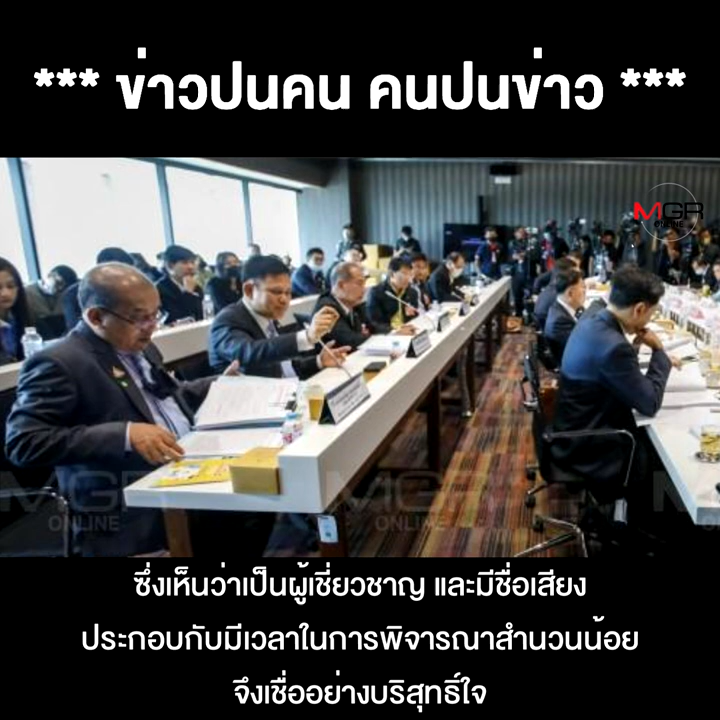 *** ข่าวปนคน คนปนข่าว ***
MGR
ONLINE
MGR
ONLINE
MGR
ONLINE
ซึ่งเห็นว่าเป็นผู้เชี่ยวชาญ และมีชื่อเสียง
ประกอบกับมีเวลาในการพิจารณาสำนวนน้อย
จึงเชื่ออย่างบริสุทธิ์ใจ